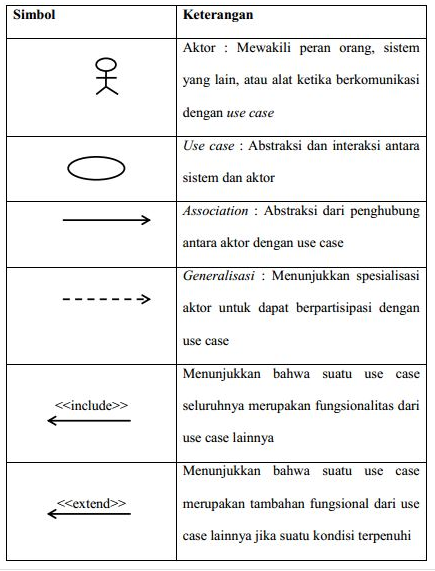 Simbol
Keterangan
Aktor : Mewakili peran orang, sistem
yang lain, atau alat ketika berkomunikasi
dengan use case
Use case : Abstraksi dan interaksi antara
sistem dan aktor
Association : Abstraksi dari penghubung
antara aktor dengan use case
Generalisasi : Menunjukkan spesialisasi
aktor untuk dapat berpartisipasi dengan
use case
<<include>>
Menunjukkan bahwa suatu use case
seluruhnya merupakan fungsionalitas dari
use case lainnya
<<extend>>
Menunjukkan bahwa suatu use case
merupakan tambahan fungsional dari use
case lainnya jika suatu kondisi terpenuhi